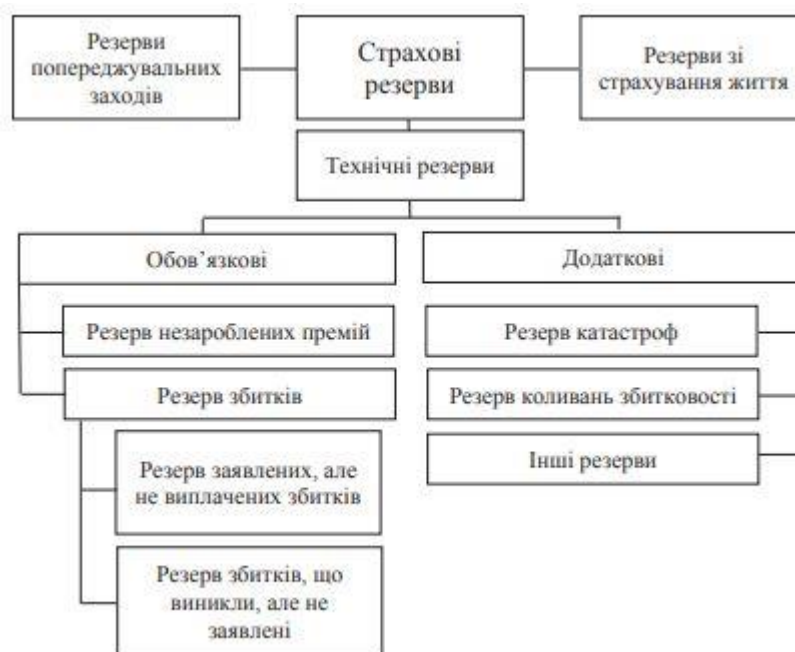 Резерви
попереджувальних
заходів
Страхові
резерви
Резерви зі
страхування життя
Технічні резерви
Обов’язкові
Додаткові
Резерв незароблених премій
Резерв катастроф
Резерв збитків
Резерв коливань збитковості
Резерв заявлених, але
не виплачених збитків
Інші резерви
Резерв збитків, що
виникли, але не
заявлені